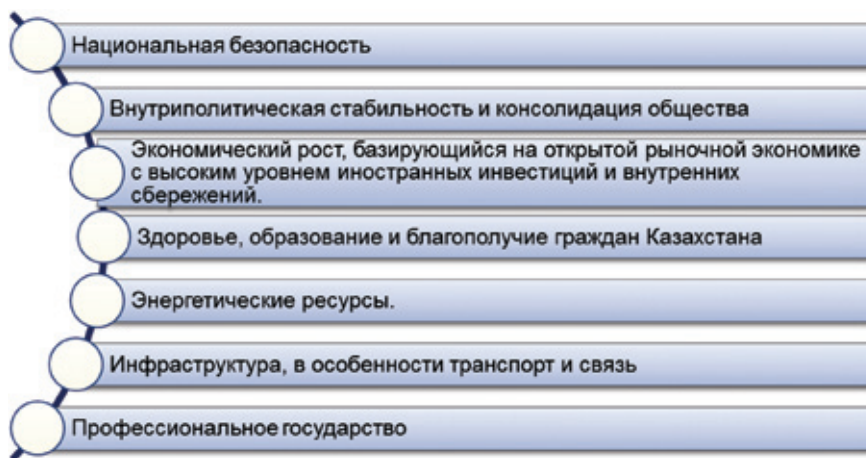 Национальная безопасность
Внутриполитическая стабильность и консолидация общества
Экономический рост, базирующийся на открытой рыночной экономике
с высоким уровнем иностранных инвестиций и внутренних
сбережений.
Здоровье, образование и благополучие граждан Казахстана
Энергетические ресурсы.
Инфраструктура, в особенности транспорт и связь
Профессиональное государство